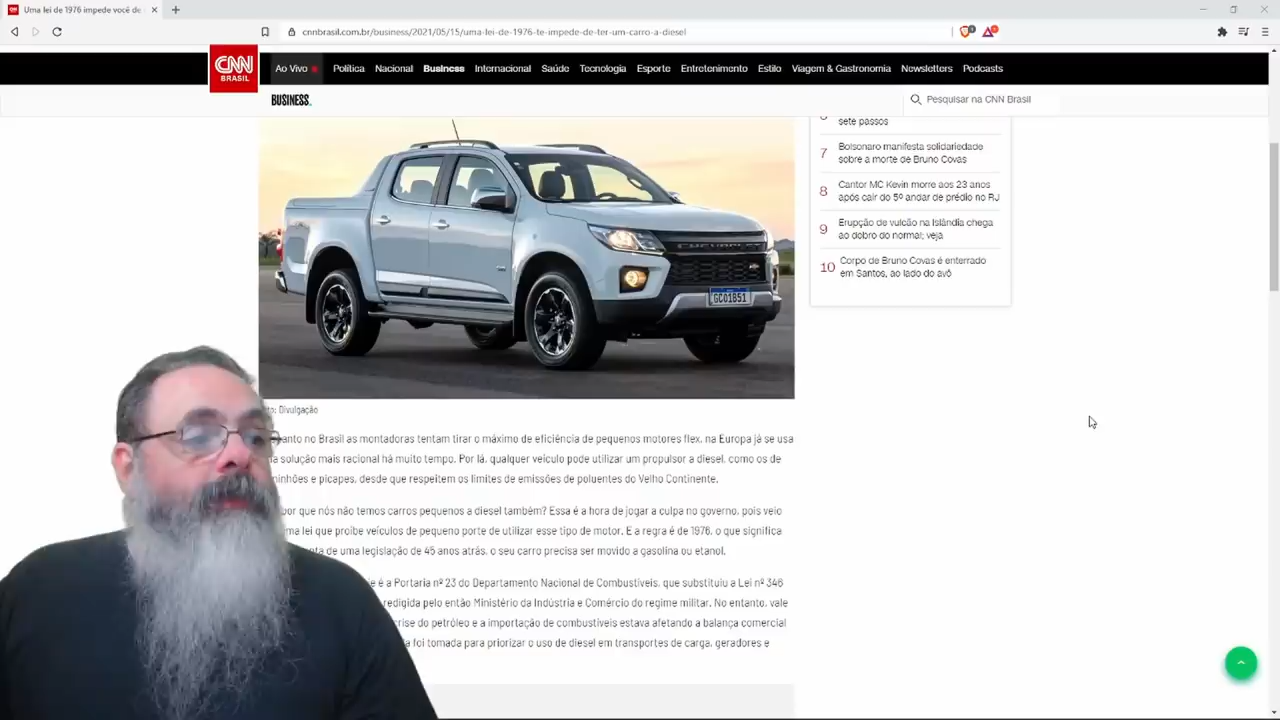 Uma lei de 1976 impede você de
cnnbrasil.com.br/business/2021/05/15/uma-lei-de-1976-te-impede-de-ter-um-carro-a-diesel
CNN
BRASIL
Ao Vivo
Política
Nacional
Business
Internacional
Saúde
Tecnologia
Esporte
Entretenimento
Estilo
Viagem & Gastronomia
Newsletters
Podcasts
BUSINESS.
Pesquisar na CNN Brasil
sete passos
7 Bolsonaro manifesta solidariedade
sobre a morte de Bruno Covas
8 Cantor MC Kevin morre aos 23 anos
após cair do 5º andar de prédio no RJ
9 Erupção de vulcão na Islândia chega
ao dobro do normal; veja
10 Corpo de Bruno Covas é enterrado
em Santos, ao lado do avô
CHEVROLET
GCO1B51
Divulgação
no Brasil as montadoras tentam tirar o máximo de eficiência de pequenos motores flex, na Europa já se usa
solução mais racional há muito tempo. Por lá, qualquer veículo pode utilizar um propulsor a diesel, como os de
e picapes, desde que respeitem os limites de emissões de poluentes do Velho Continente.
por que nós não temos carros pequenos a diesel também? Essa é a hora de jogar a culpa no governo, pois veio
lei que proíbe veículos de pequeno porte de utilizar esse tipo de motor. E a regra é de 1976, o que significa
de uma legislação de 45 anos atrás, o seu carro precisa ser movido a gasolina ou etanol.
é a Portaria nº 23 do Departamento Nacional de Combustíveis, que substituiu a Lei nº 346
redigida pelo então Ministério da Indústria e Comércio do regime militar. No entanto, vale
crise do petróleo e a importação de combustíveis estava afetando a balança comercial
foi tomada para priorizar o uso de diesel em transportes de carga, geradores e